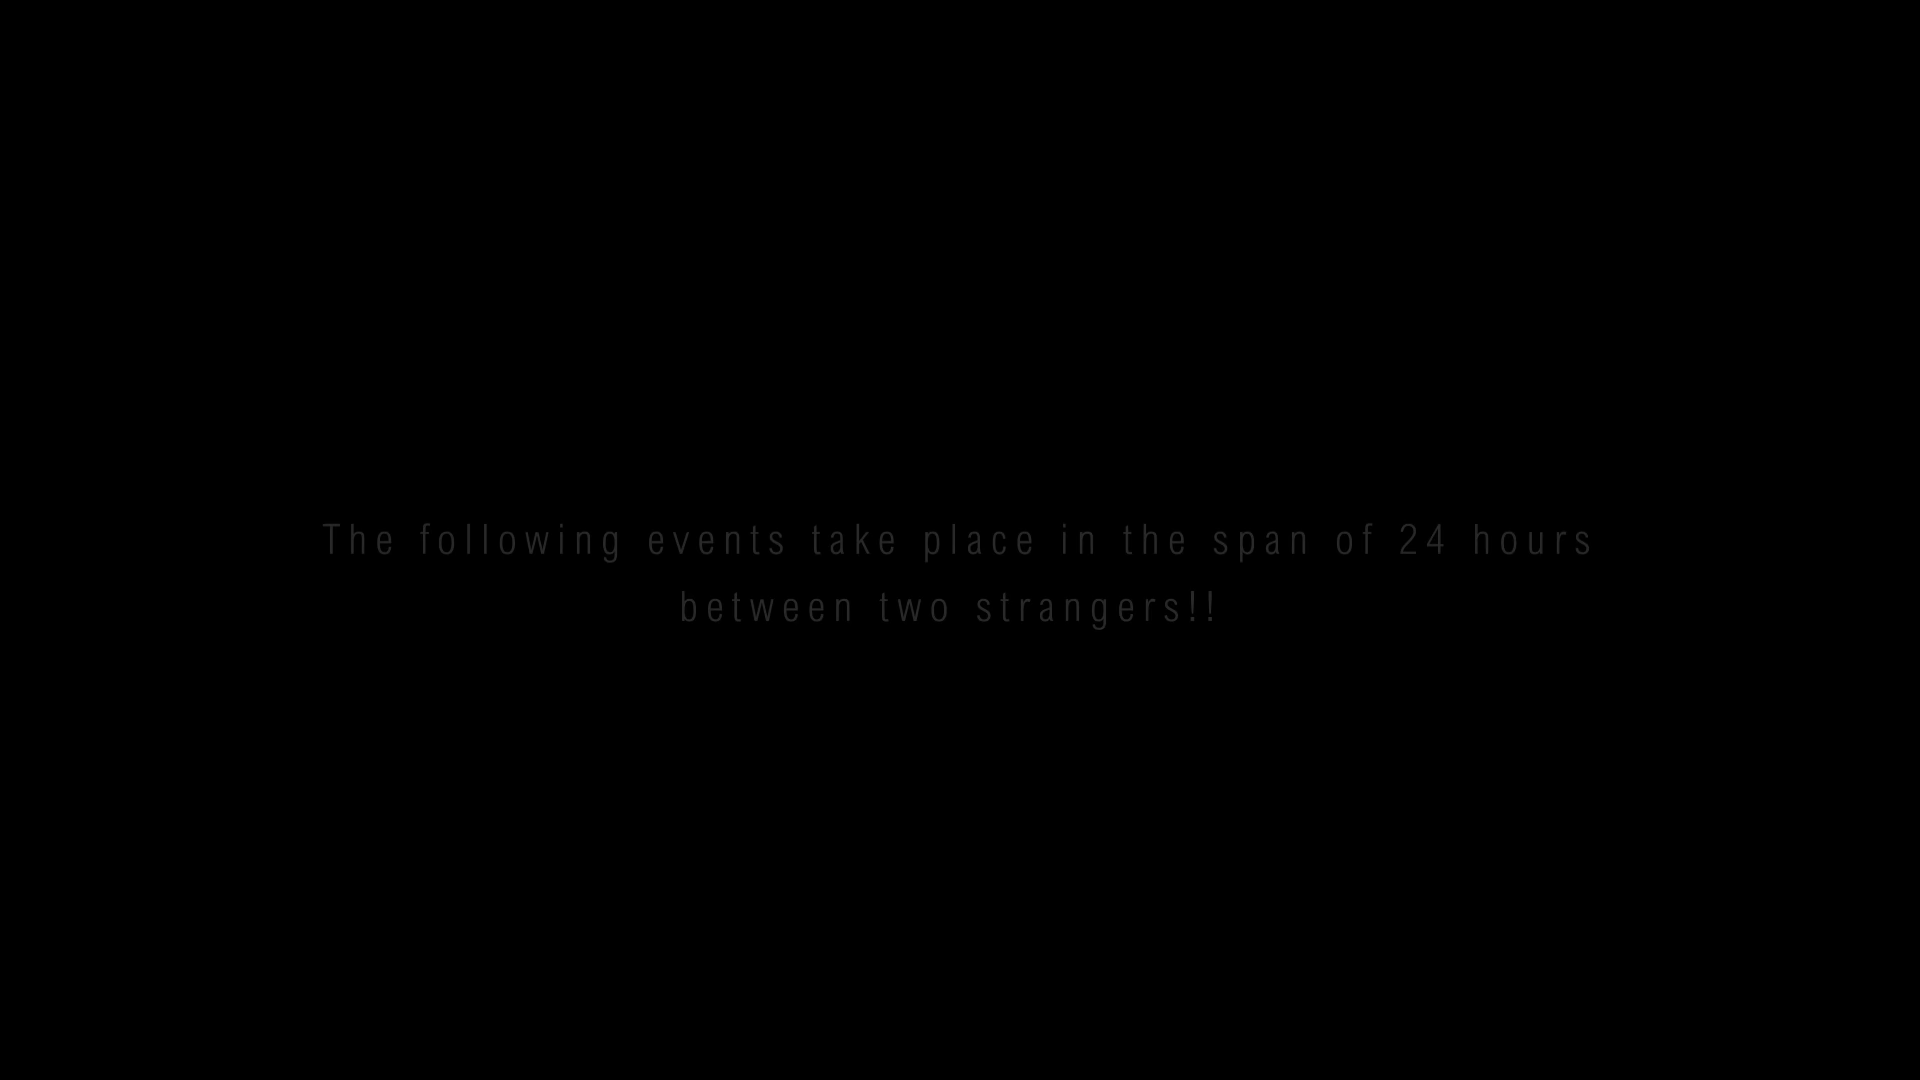 The following events take place in the span of 24 hours
between two strangers!!